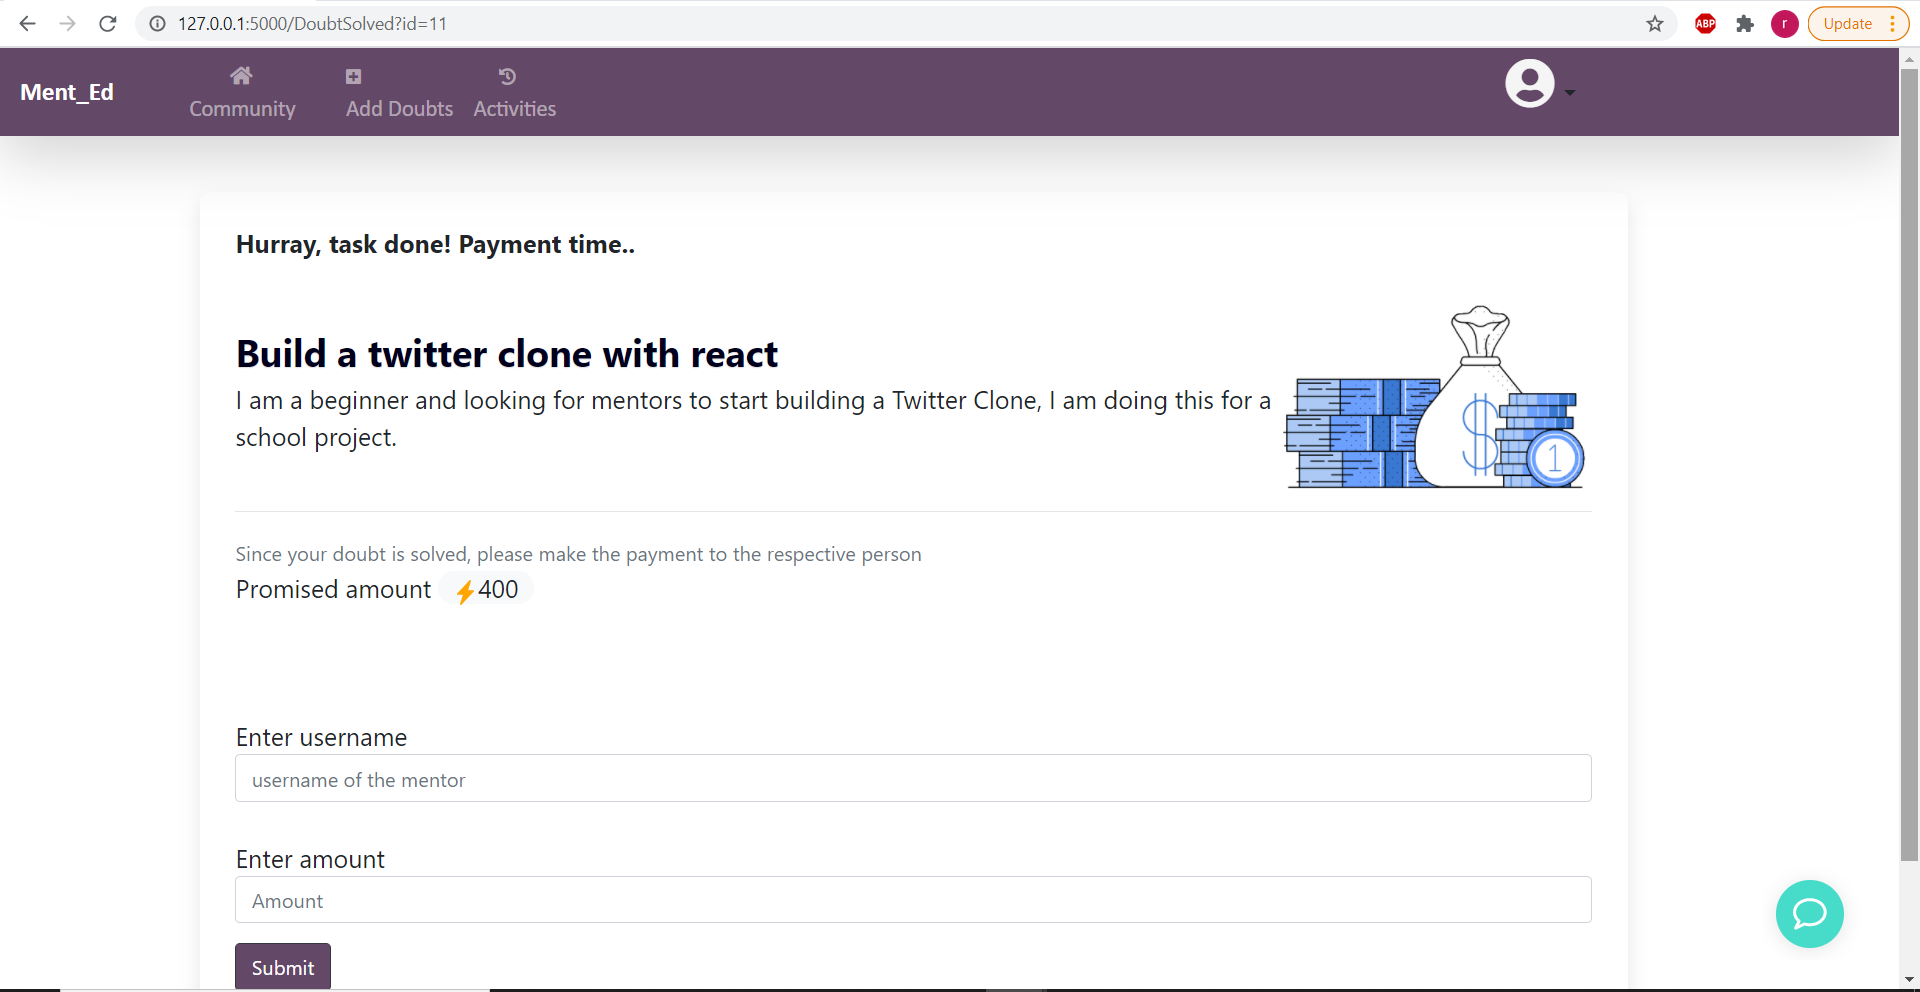 127.0.0.1:5000/DoubtSolved?id=11
ABP
r
Update
Ment_Ed
Community
Add Doubts
Activities
Hurray, task done! Payment time..
Build a twitter clone with react
I am a beginner and looking for mentors to start building a Twitter Clone, I am doing this for a
school project.
$
1
Since your doubt is solved, please make the payment to the respective person
Promised amount ⚡400
Enter username
username of the mentor
Enter amount
Amount
Submit